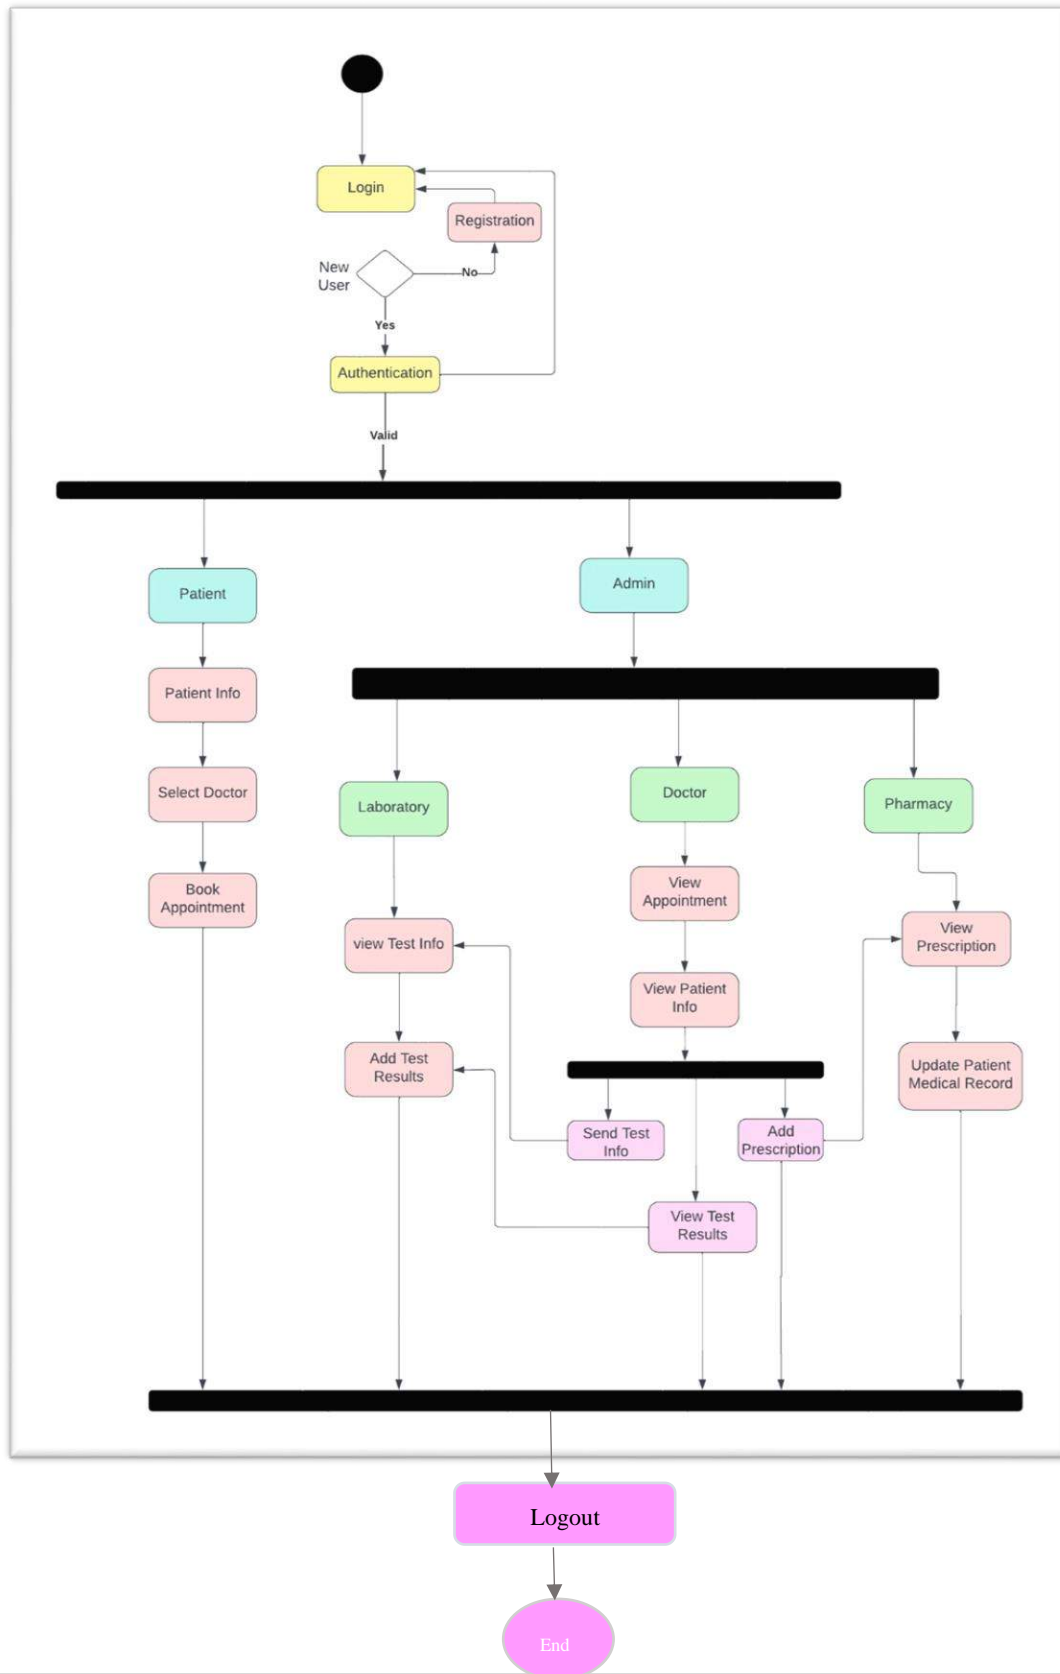 Login
Registration
New
User
No
Yes
Authentication
Valid
Patient
Admin
Patient Info
Select Doctor
Book
Appointment
Laboratory
Doctor
Pharmacy
View
Appointment
view Test Info
View
Prescription
View Patient
Info
Add Test
Results
Update Patient
Medical Record
Send Test
Info
Add
Prescription
View Test
Results
Logout
End